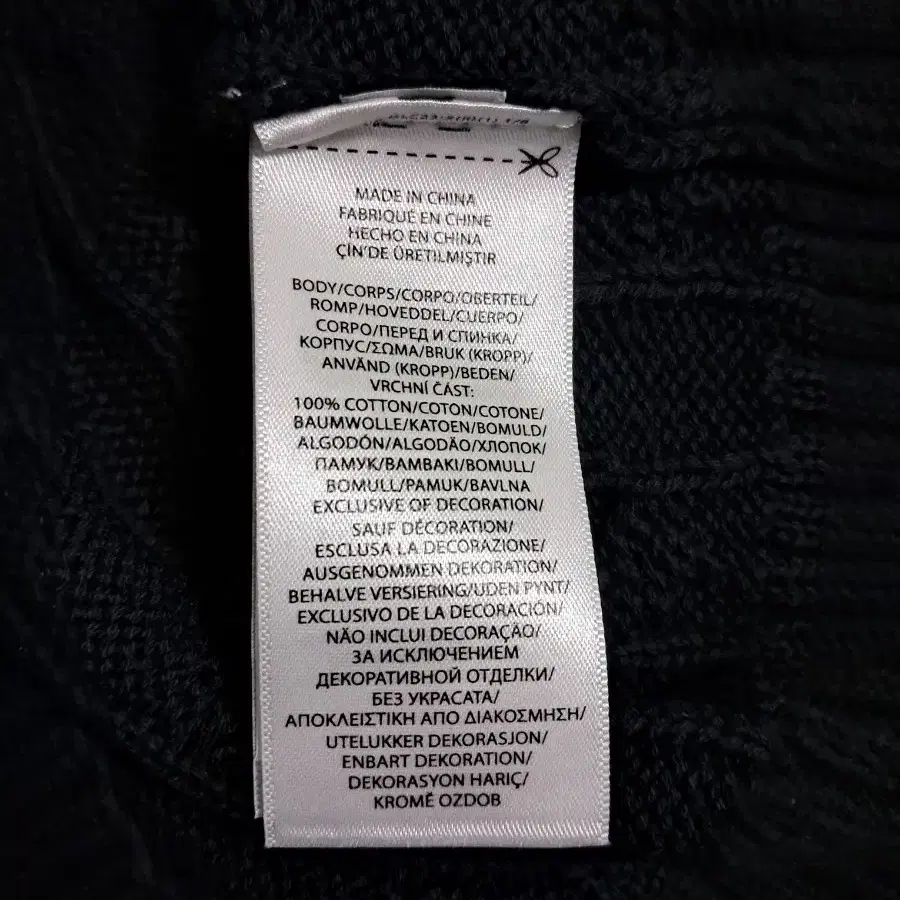 MADE IN CHINA
FABRIQUÉ EN CHINE
HECHO EN CHINA
ÇİN'DE ÜRETILMIŞTIR
BODY/CORPS/CORPO/OBERTEIL/
ROMP/HOVEDDEL/CUERPO/
CORPO/ПЕРЕД И СПИНКА/
КОРПУС/ΣΩΜΑ/BRUK (KROPP)/
ANVÄND (KROPP)/BEDEN/
VRCHNÍ ČÁST:
100% COTTON/COTON/COTONE/
BAUMWOLLE/KATOEN/BOMULD/
ALGODÓN/ALGODÃO/ХЛОПОК/
ПАМУК/BAMBAKI/BOMULL/
BOMULL/PAMUK/BAVLNA
EXCLUSIVE OF DECORATION/
SAUF DÉCORATION/
ESCLUSA LA DECORAZIONE/
AUSGENOMMEN DEKORATION/
BEHALVE VERSIERING/UDEN PYNT/
EXCLUSIVO DE LA DECORACIÓN/
NÃO INCLUI DECORAÇÃO/
ЗА ИСКЛЮЧЕНИЕМ
ДЕКОРАТИВНОЙ ОТДЕЛКИ/
БЕЗ УКРАСАТА/
ΑΠΟΚΛΕΙΣΤΙΚΗ ΑΠΟ ΔΙΑΚΟΣΜΗΣΗ/
UTELUKKER DEKORASJON/
ENBART DEKORATION/
DEKORASYON HARIÇ/
KROMĚ OZDOB